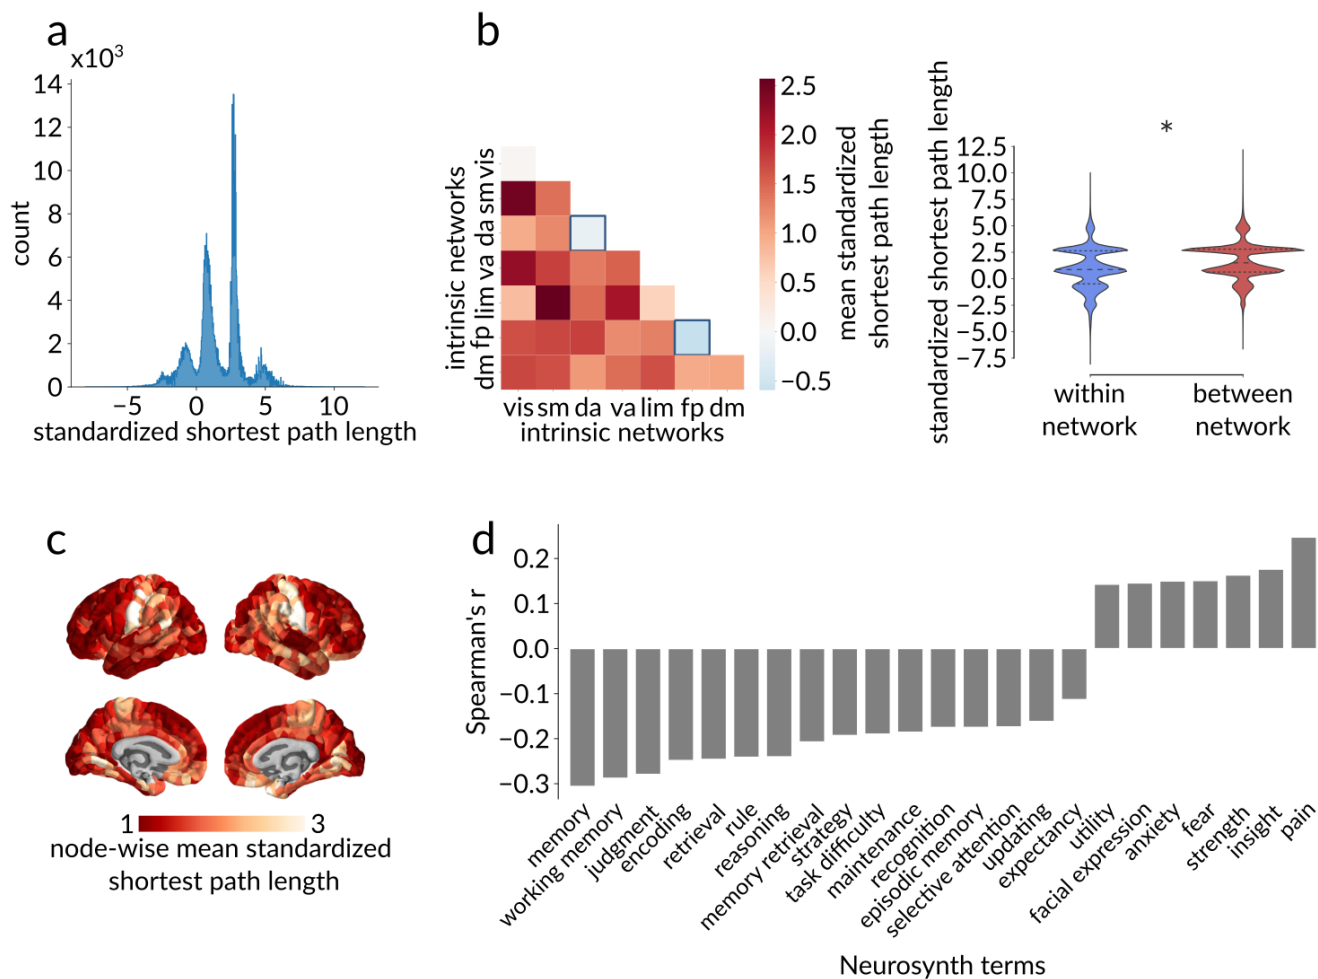 a
x10³
14
12
10
8
6
4
2
0
count
−5 0 5 10
standardized shortest path length
b
intrinsic networks
vis
sm
da
va
lim
fp
dm
vis sm da va lim fp dm
intrinsic networks
2.5
2.0
1.5
1.0
0.5
0.0
−0.5
mean standardized
shortest path length
standardized shortest path length
12.5
10.0
7.5
5.0
2.5
0.0
−2.5
−5.0
−7.5
*
within
network
between
network
c
1 3
node-wise mean standardized
shortest path length
d
Spearman's r
0.2
0.1
0.0
−0.1
−0.2
−0.3
memory
working memory
judgment
encoding
retrieval
rule
reasoning
memory retrieval
strategy
task difficulty
maintenance
recognition
episodic memory
selective attention
updating
expectancy
utility
facial expression
anxiety
fear
strength
insight
pain
Neurosynth terms